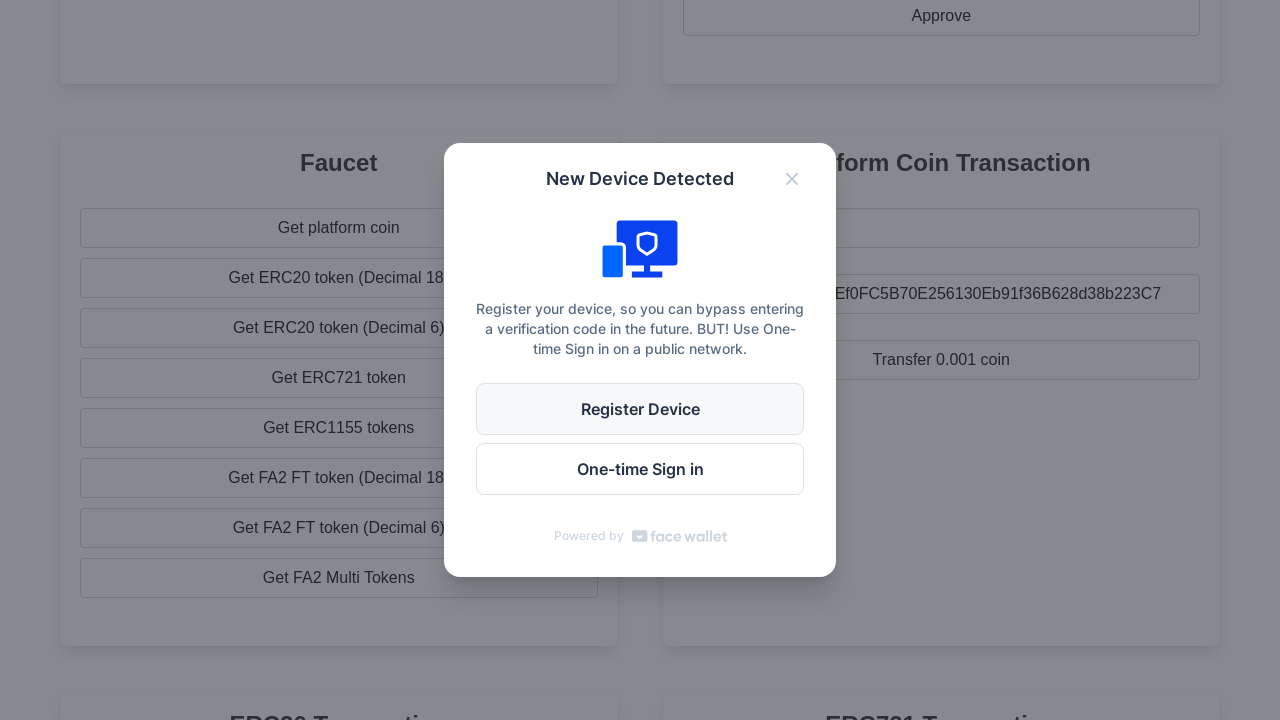 Approve
Faucet
form Coin Transaction
Get platform coin
Get ERC20 token (Decimal 18
Get ERC20 token (Decimal 6)
Get ERC721 token
Get ERC1155 tokens
Get FA2 FT token (Decimal 18
Get FA2 FT token (Decimal 6)
Get FA2 Multi Tokens
Ef0FC5B70E256130Eb91f36B628d38b223C7
Transfer 0.001 coin
New Device Detected
Register your device, so you can bypass entering
a verification code in the future. BUT! Use One-
time Sign in on a public network.
Register Device
One-time Sign in
Powered by face wallet
ERC20 Transaction
ERC721 Transaction